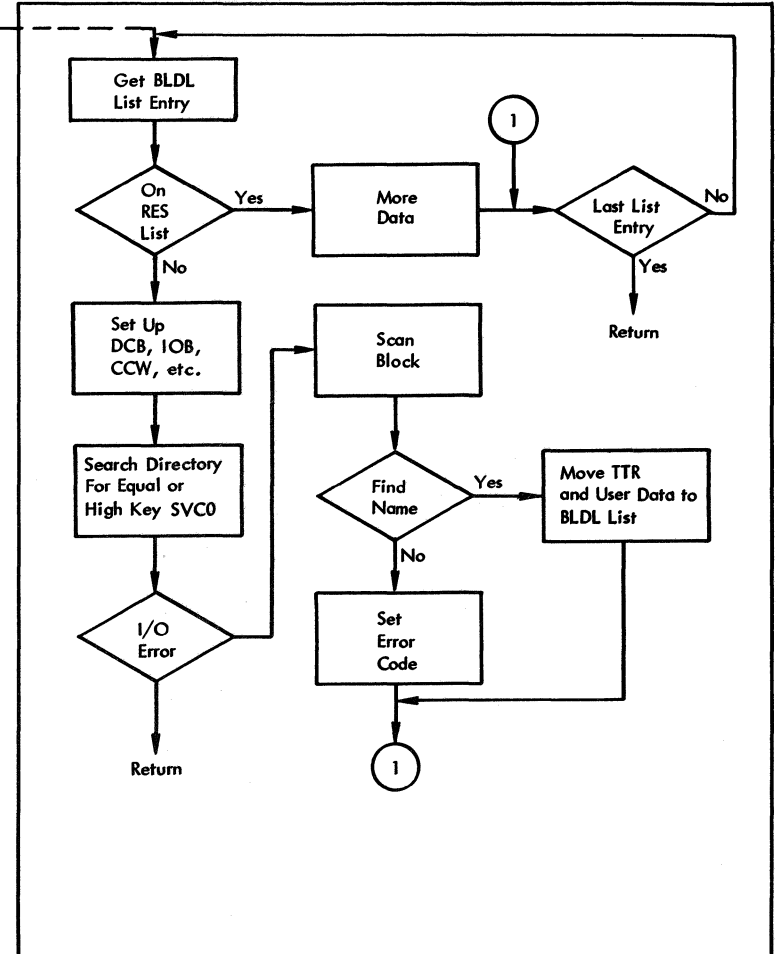 Get BLDL
List Entry
1
On
RES
List
Yes
More
Data
Last List
Entry
No
No
Yes
Return
Set Up
DCB, IOB,
CCW, etc.
Scan
Block
Search Directory
For Equal or
High Key SVC0
Find
Name
Yes
Move TTR
and User Data to
BLDL List
No
I/O
Error
Set
Error
Code
Return
1